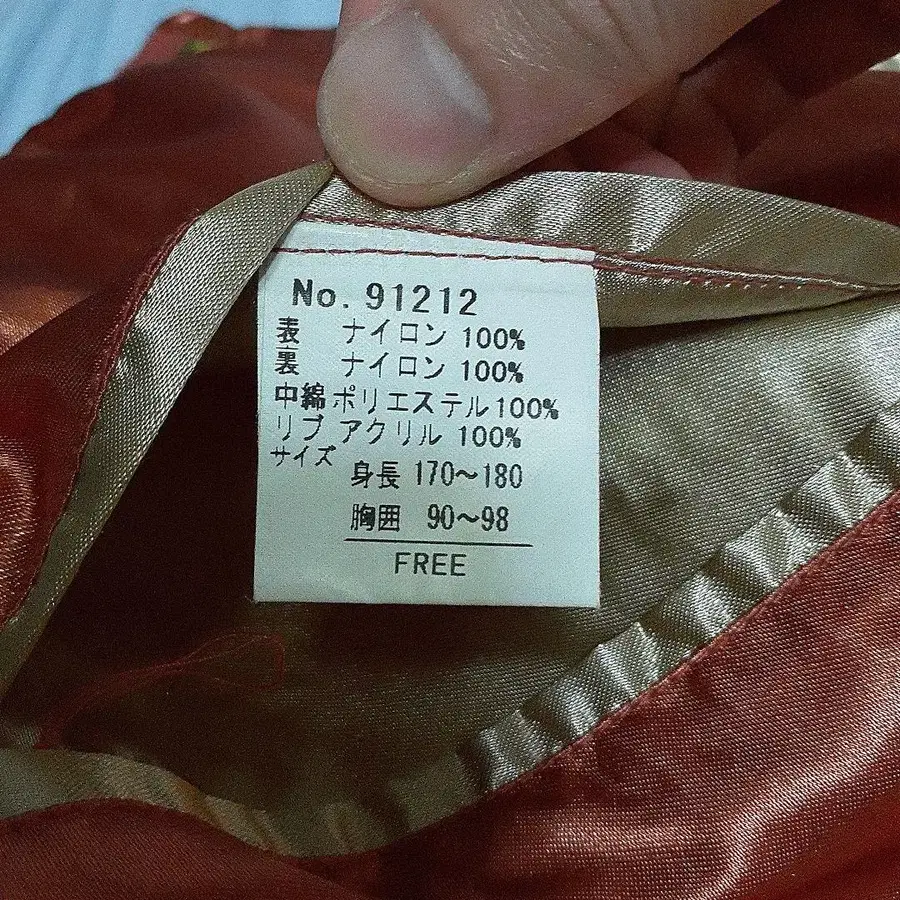 No. 91212
表 ナイロン 100%
裏 ナイロン 100%
中綿 ポリエステル 100%
リブ アクリル 100%
サイズ
身長 170～180
胸囲 90～98
FREE